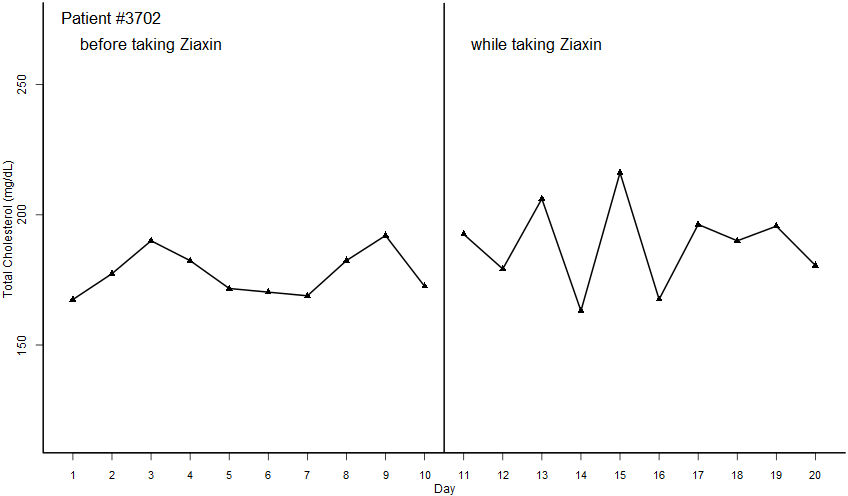 Patient #3702
before taking Ziaxin
while taking Ziaxin
Total Cholesterol (mg/dL)
250
200
150
1 2 3 4 5 6 7 8 9 10 11 12 13 14 15 16 17 18 19 20
Day